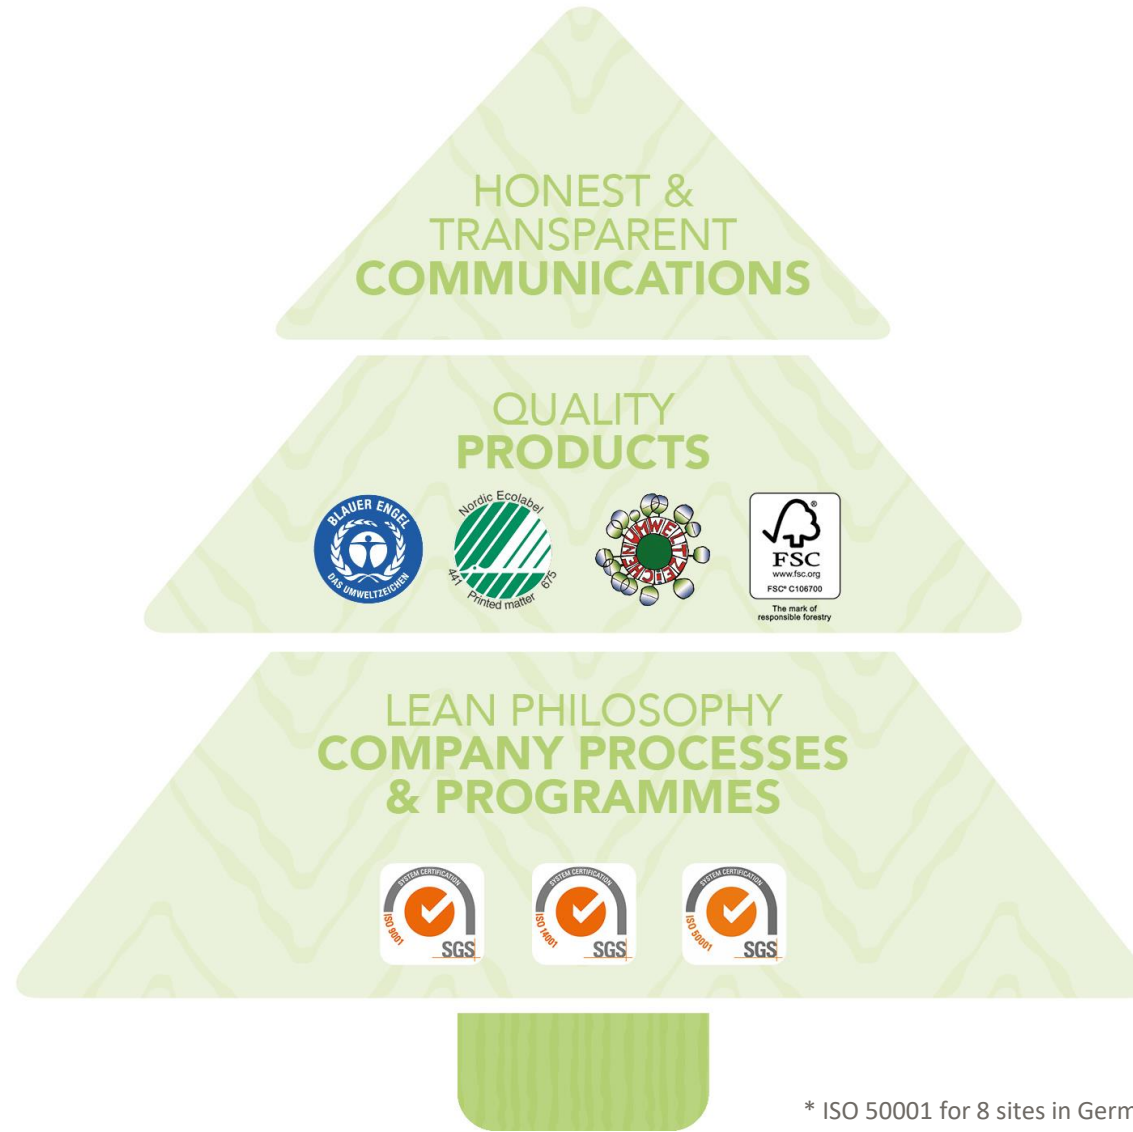 HONEST &
TRANSPARENT
COMMUNICATIONS
QUALITY
PRODUCTS
BLAUER ENGEL
DAS UMWELTZEICHEN
Nordic Ecolabel
441 Printed matter 675
UMWELTZEICHEN
®
FSC
www.fsc.org
FSC® C106700
The mark of
responsible forestry
LEAN PHILOSOPHY
COMPANY PROCESSES
& PROGRAMMES
SYSTEM CERTIFICATION
ISO 9001
SGS
SYSTEM CERTIFICATION
ISO 14001
SGS
SYSTEM CERTIFICATION
ISO 50001
SGS
* ISO 50001 for 8 sites in Germ